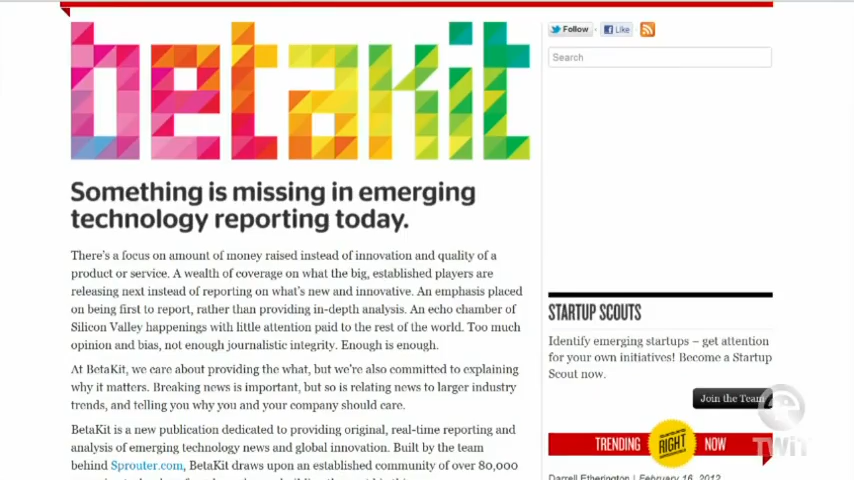 betakit
Something is missing in emerging
technology reporting today.
There's a focus on amount of money raised instead of innovation and quality of a
product or service. A wealth of coverage on what the big, established players are
releasing next instead of reporting on what's new and innovative. An emphasis placed
on being first to report, rather than providing in-depth analysis. An echo chamber of
Silicon Valley happenings with little attention paid to the rest of the world. Too much
opinion and bias, not enough journalistic integrity. Enough is enough.
At BetaKit, we care about providing the what, but we're also committed to explaining
why it matters. Breaking news is important, but so is relating news to larger industry
trends, and telling you why you and your company should care.
BetaKit is a new publication dedicated to providing original, real-time reporting and
analysis of emerging technology news and global innovation. Built by the team
behind Sprouter.com, BetaKit draws upon an established community of over 80,000
Follow Like
Search
STARTUP SCOUTS
Identify emerging startups – get attention
for your own initiatives! Become a Startup
Scout now.
Join the Team
TRENDING RIGHT NOW
Darrell Etherington | February 16, 2012
TWiT